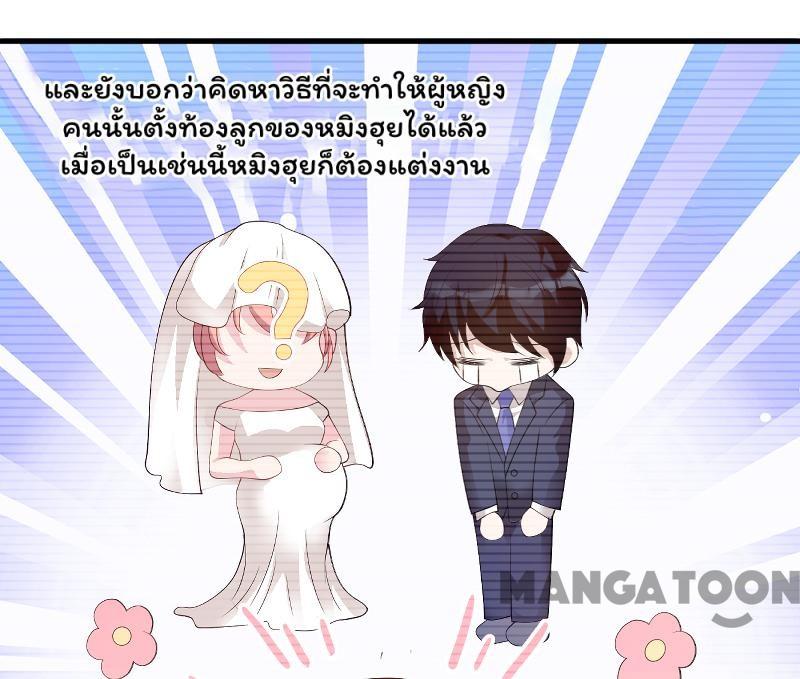 และยังบอกว่าคิดหาวิธีที่จะทำให้ผู้หญิง
คนนั้นตั้งท้องลูกของหมิงฮุยได้แล้ว
เมื่อเป็นเช่นนี้หมิงฮุยก็ต้องแต่งงาน
?
MANGATOON